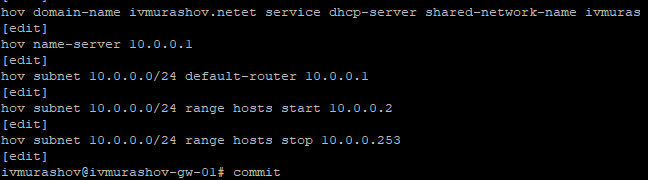 hov domain-name ivmurashov.netet service dhcp-server shared-network-name ivmuras
[edit]
hov name-server 10.0.0.1
[edit]
hov subnet 10.0.0.0/24 default-router 10.0.0.1
[edit]
hov subnet 10.0.0.0/24 range hosts start 10.0.0.2
[edit]
hov subnet 10.0.0.0/24 range hosts stop 10.0.0.253
[edit]
ivmurashov@ivmurashov-gw-01# commit